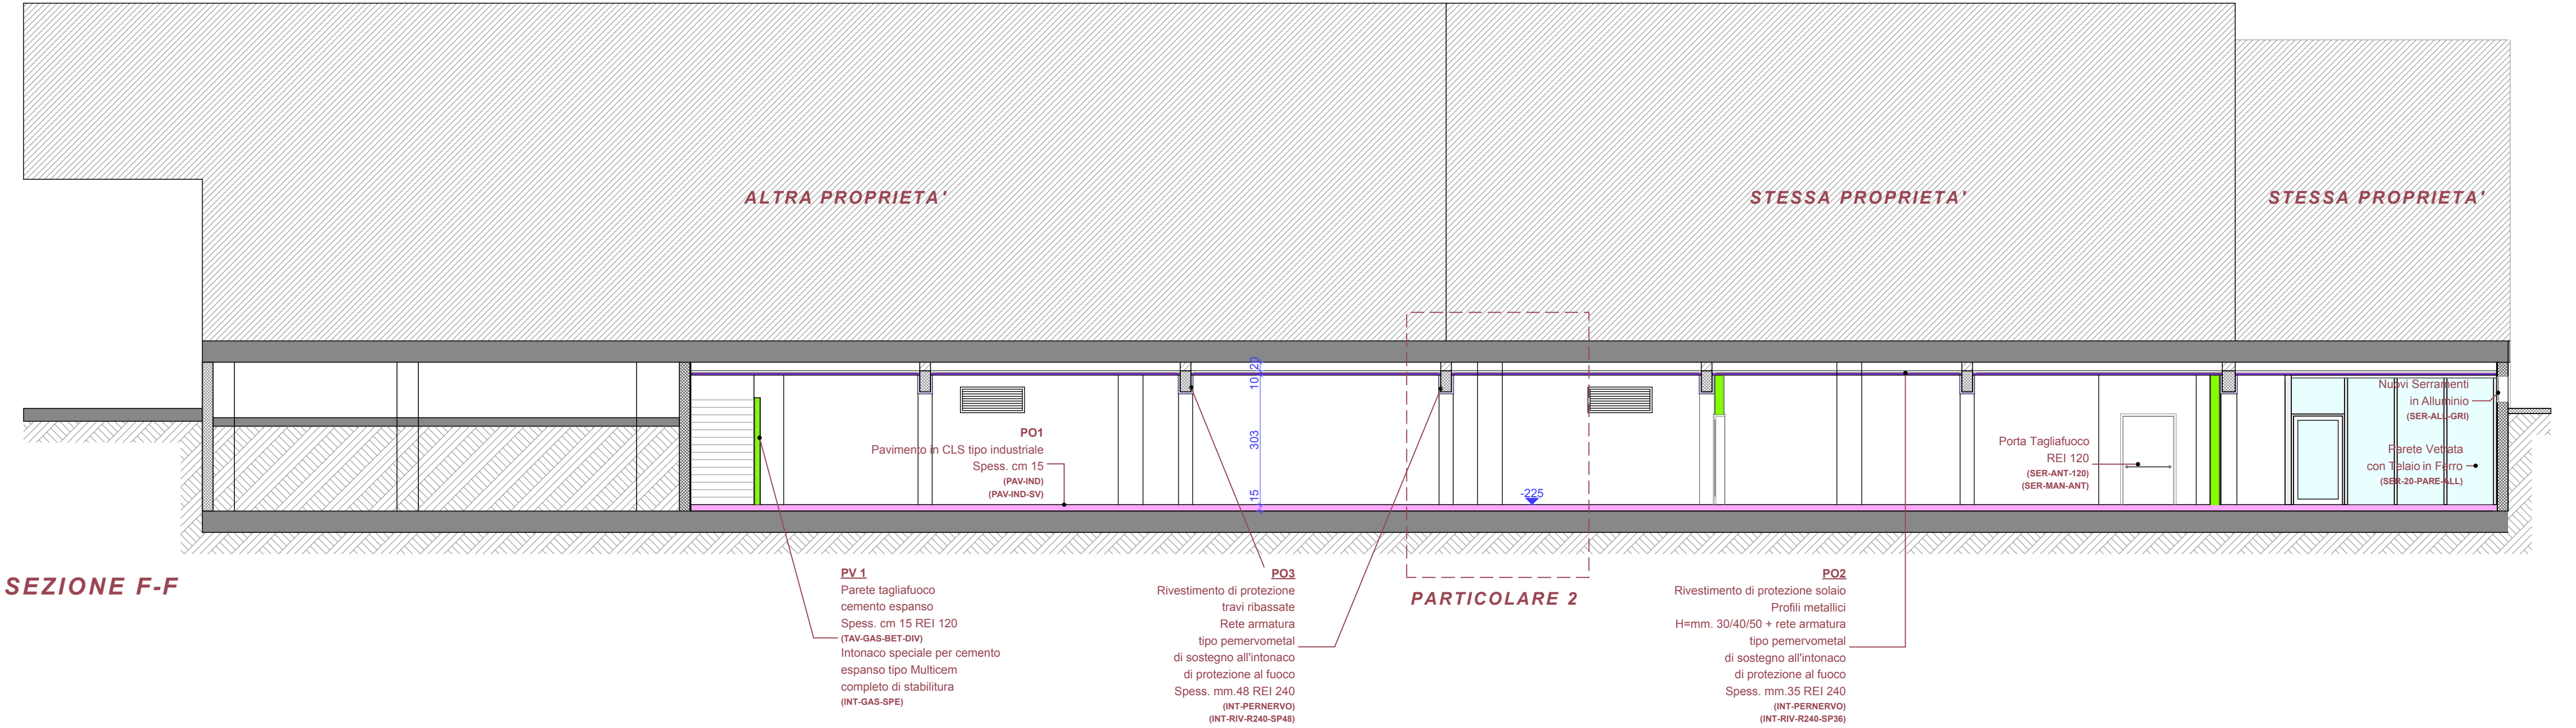 ALTRA PROPRIETA'
STESSA PROPRIETA'
STESSA PROPRIETA'
20
10
303
15
-225
PO1
Pavimento in CLS tipo industriale
Spess. cm 15
(PAV-IND)
(PAV-IND-SV)
Porta Tagliafuoco
REI 120
(SER-ANT-120)
(SER-MAN-ANT)
Nuovi Serramenti
in Alluminio
(SER-ALL-GRI)
Parete Vetrata
con Telaio in Ferro
(SER-20-PARE-ALL)
SEZIONE F-F
PV 1
Parete tagliafuoco
cemento espanso
Spess. cm 15 REI 120
(TAV-GAS-BET-DIV)
Intonaco speciale per cemento
espanso tipo Multicem
completo di stabilitura
(INT-GAS-SPE)
PO3
Rivestimento di protezione
travi ribassate
Rete armatura
tipo pemervometal
di sostegno all'intonaco
di protezione al fuoco
Spess. mm.48 REI 240
(INT-PERNERVO)
(INT-RIV-R240-SP48)
PARTICOLARE 2
PO2
Rivestimento di protezione solaio
Profili metallici
H=mm. 30/40/50 + rete armatura
tipo pemervometal
di sostegno all'intonaco
di protezione al fuoco
Spess. mm.35 REI 240
(INT-PERNERVO)
(INT-RIV-R240-SP36)